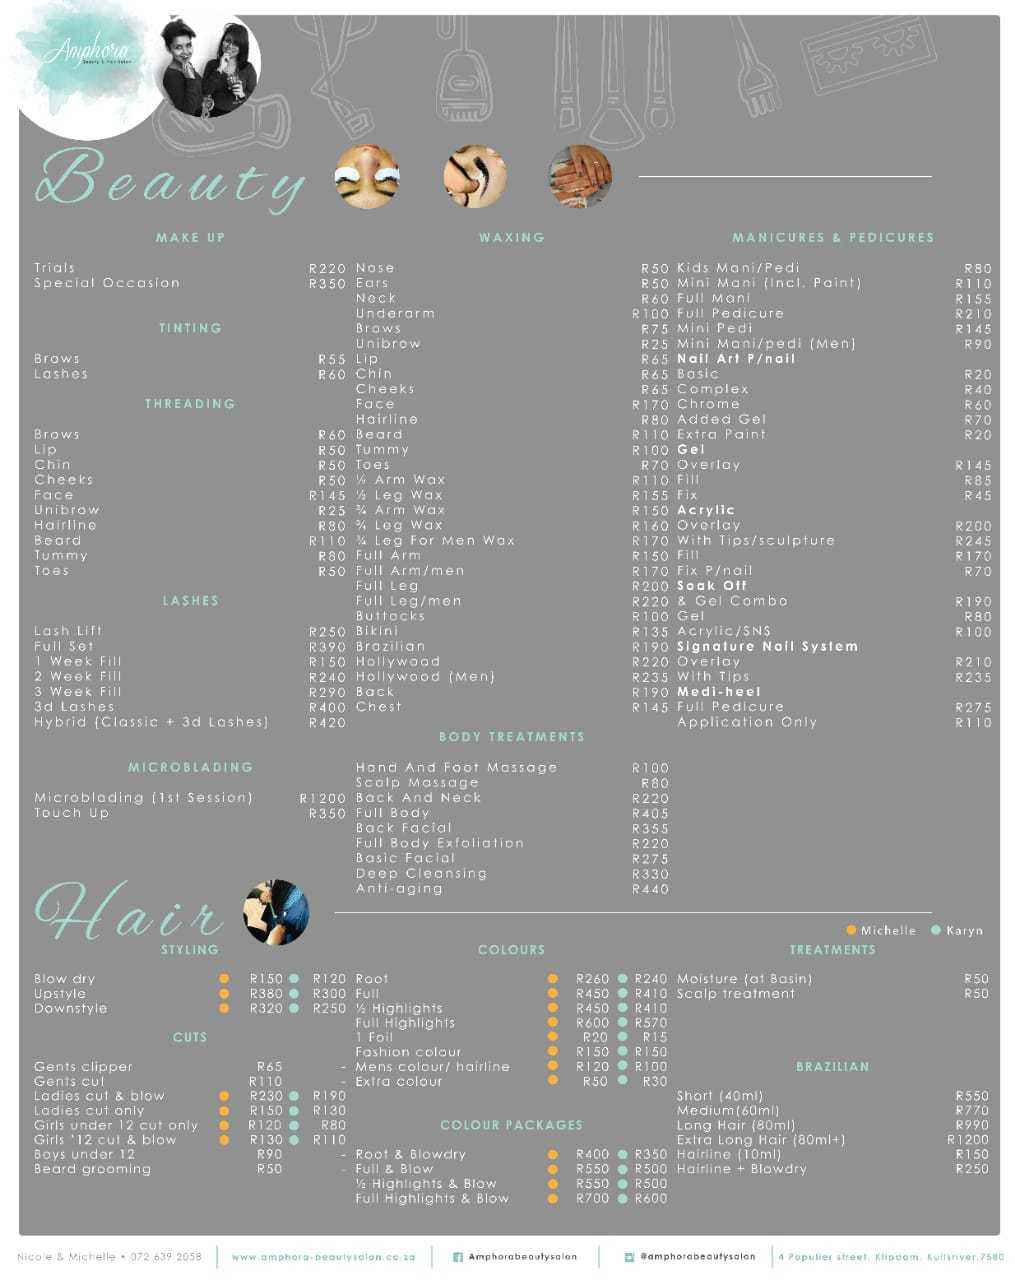 Amphora
Beauty & Hair Salon
Beauty
MAKE UP
Trials R220
Special Occasion R350
TINTING
Brows R55
Lashes R60
THREADING
Brows R60
Lip R50
Chin R50
Cheeks R50
Face R145
Unibrow R25
Hairline R80
Beard R110
Tummy R80
Toes R50
LASHES
Lash Lift R250
Full Set R390
1 Week Fill R150
2 Week Fill R240
3 Week Fill R290
3d Lashes R400
Hybrid (Classic + 3d Lashes) R420
MICROBLADING
Microblading (1st Session) R1200
Touch Up R350
WAXING
Nose R50
Ears R50
Neck R60
Underarm R100
Brows R75
Unibrow R25
Lip R65
Chin R65
Cheeks R65
Face R170
Hairline R80
Beard R110
Tummy R100
Toes R70
½ Arm Wax R110
½ Leg Wax R155
¾ Arm Wax R150
¾ Leg Wax R160
¾ Leg For Men Wax R170
Full Arm R150
Full Arm/men R170
Full Leg R200
Full Leg/men R220
Buttocks R100
Bikini R135
Brazilian R190
Hollywood R220
Hollywood (Men) R235
Back R190
Chest R145
BODY TREATMENTS
Hand And Foot Massage R100
Scalp Massage R80
Back And Neck R220
Full Body R405
Back Facial R355
Full Body Exfoliation R220
Basic Facial R275
Deep Cleansing R330
Anti-aging R440
MANICURES & PEDICURES
Kids Mani/Pedi R80
Mini Mani (Incl. Paint) R110
Full Mani R155
Full Pedicure R210
Mini Pedi R145
Mini Mani/pedi (Men) R90
Nail Art P/nail
Basic R20
Complex R40
Chrome R60
Added Gel R70
Extra Paint R20
Gel
Overlay R145
Fill R85
Fix R45
Acrylic
Overlay R200
With Tips/sculpture R245
Fill R170
Fix P/nail R70
Soak Off
& Gel Combo R190
Gel R80
Acrylic/SNS R100
Signature Nail System
Overlay R210
With Tips R235
Medi-heel
Full Pedicure R275
Application Only R110
Hair
Michelle Karyn
STYLING
Blow dry R150 R120
Upstyle R380 R300
Downstyle R320 R250
CUTS
Gents clipper R65 -
Gents cut R110 -
Ladies cut & blow R230 R190
Ladies cut only R150 R130
Girls under 12 cut only R120 R80
Girls '12 cut & blow R130 R110
Boys under 12 R90 -
Beard grooming R50 -
COLOURS
Root R260 R240
Full R450 R410
½ Highlights R450 R410
Full Highlights R600 R570
1 Foil R20 R15
Fashion colour R150 R150
Mens colour/ hairline R120 R100
Extra colour R50 R30
COLOUR PACKAGES
Root & Blowdry R400 R350
Full & Blow R550 R500
½ Highlights & Blow R550 R500
Full Highlights & Blow R700 R600
TREATMENTS
Moisture (at Basin) R50
Scalp treatment R50
BRAZILIAN
Short (40ml) R550
Medium(60ml) R770
Long Hair (80ml) R990
Extra Long Hair (80ml+) R1200
Hairline (10ml) R150
Hairline + Blowdry R250
Nicole & Michelle • 072 639 2058
www.amphora-beautysalon.co.za
Amphorabeautysalon
@amphorabeautysalon
4 Populier street, Klipdam, Kuilsriver,7580